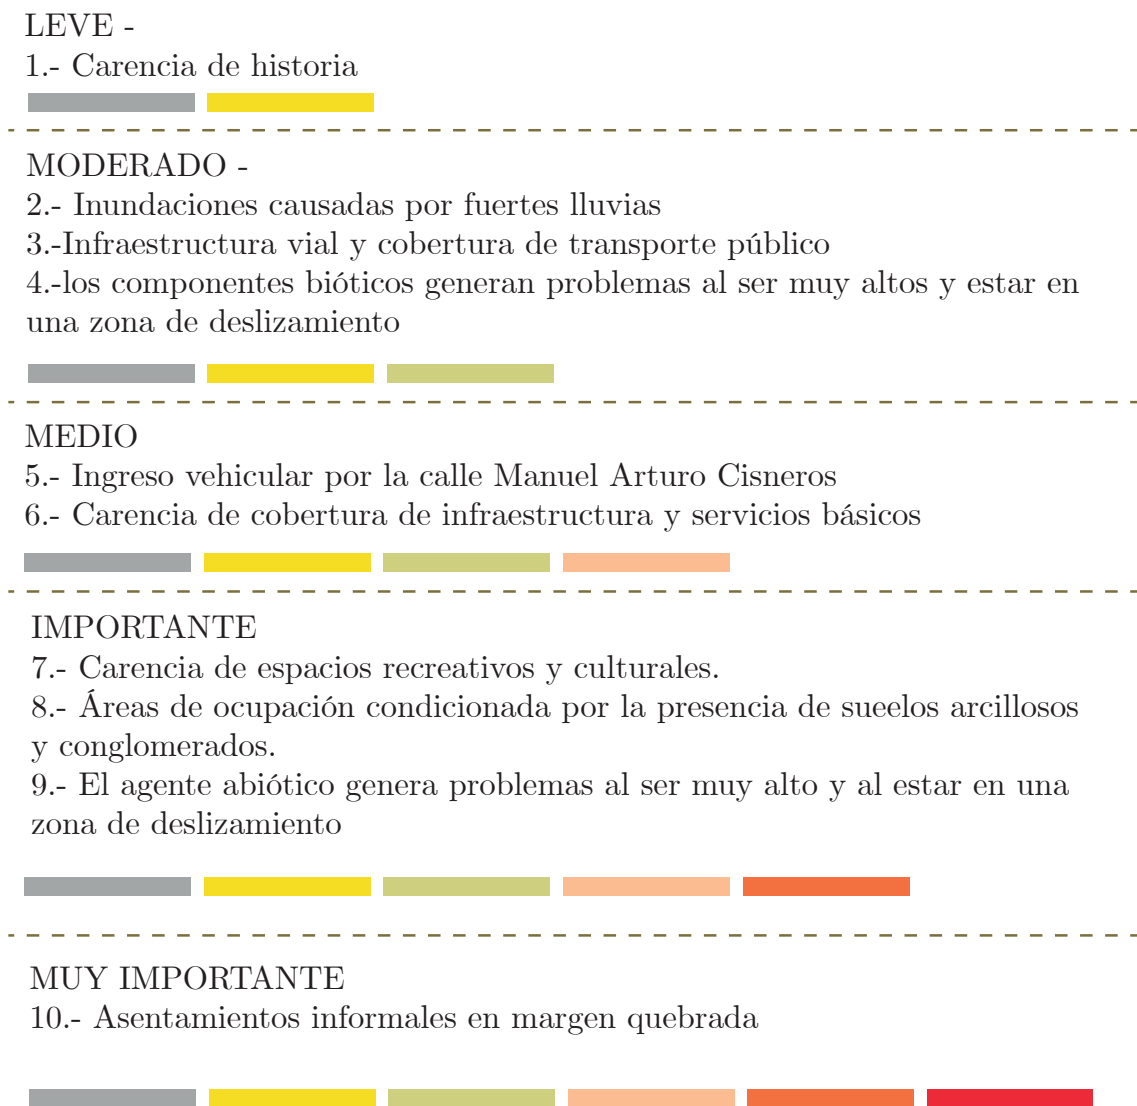 LEVE -
1.- Carencia de historia
MODERADO -
2.- Inundaciones causadas por fuertes lluvias
3.-Infraestructura vial y cobertura de transporte público
4.-los componentes bióticos generan problemas al ser muy altos y estar en
una zona de deslizamiento
MEDIO
5.- Ingreso vehicular por la calle Manuel Arturo Cisneros
6.- Carencia de cobertura de infraestructura y servicios básicos
IMPORTANTE
7.- Carencia de espacios recreativos y culturales.
8.- Áreas de ocupación condicionada por la presencia de sueelos arcillosos
y conglomerados.
9.- El agente abiótico genera problemas al ser muy alto y al estar en una
zona de deslizamiento
MUY IMPORTANTE
10.- Asentamientos informales en margen quebrada